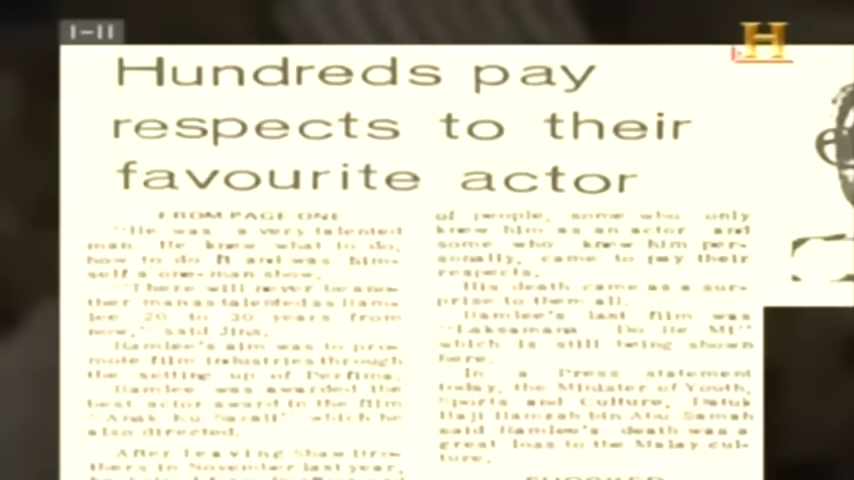 I-11
H
Hundreds pay
respects to their
favourite actor
FROM PAGE ONE
"He was a very talented
man. He knew what to do,
how to do it and was him-
self a one-man show.
"There will never be ano-
ther man as talented as Ram-
lee 20 to 30 years from
now," said Jins.
Ramlee's aim was to pro-
mote film industries through
the setting up of Perfima.
Ramlee was awarded the
best actor award in the film
"Anak Ku Sazali" which he
also directed.
After Leaving Shaw Bro-
thers in November last year,
of people, some who only
knew him as an actor and
some who knew him per-
sonally, came to pay their
respects.
His death came as a sur-
prise to them all.
Ramlee's last film was
"Laksamana Do Re Mi"
which is still being shown
here.
In a Press statement
today, the Minister of Youth,
Sports and Culture, Datuk
Haji Hamzah bin Abu Samah
said Ramlee's death was a
great loss to the Malay cul-
ture.